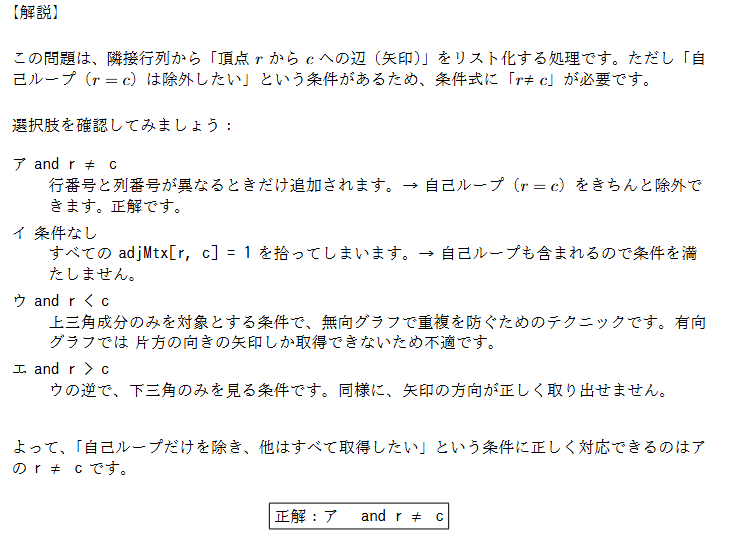 【解説】
この問題は、隣接行列から「頂点 r から c への辺（矢印）」をリスト化する処理です。ただし「自
己ループ（r = c）は除外したい」という条件があるため、条件式に「r≠ c」が必要です。
選択肢を確認してみましょう：
ア and r ≠ c
行番号と列番号が異なるときだけ追加されます。→ 自己ループ（r = c）をきちんと除外で
きます。正解です。
イ 条件なし
すべての adjMtx[r, c] = 1 を拾ってしまいます。→ 自己ループも含まれるので条件を満
たしません。
ウ and r < c
上三角成分のみを対象とする条件で、無向グラフで重複を防ぐためのテクニックです。有向
グラフでは 片方の向きの矢印しか取得できないため不適です。
エ and r > c
ウの逆で、下三角のみを見る条件です。同様に、矢印の方向が正しく取り出せません。
よって、「自己ループだけを除き、他はすべて取得したい」という条件に正しく対応できるのはア
の r ≠ c です。
正解：ア and r ≠ c